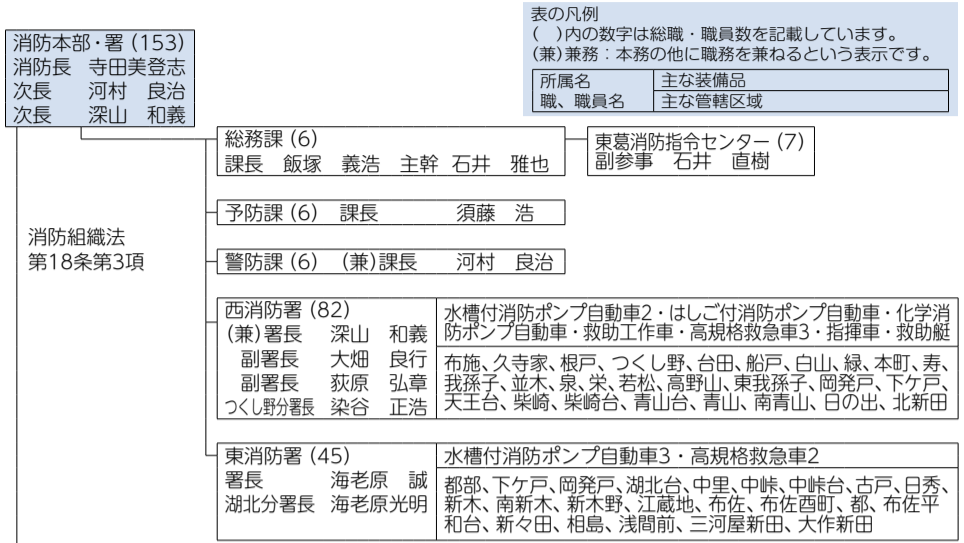 消防本部・署 (153)
消防長 寺田美登志
次長 河村 良治
次長 深山 和義
表の凡例
( )内の数字は総職・職員数を記載しています。
(兼)兼務：本務の他に職務を兼ねるという表示です。
所属名 主な装備品
職、職員名 主な管轄区域
総務課 (6)
課長 飯塚 義浩 主幹 石井 雅也
東葛消防指令センター (7)
副参事 石井 直樹
予防課 (6) 課長 須藤 浩
消防組織法
第18条第3項
警防課 (6) (兼)課長 河村 良治
西消防署 (82)
(兼)署長 深山 和義
副署長 大畑 良行
副署長 荻原 弘章
つくし野分署長 染谷 正浩
水槽付消防ポンプ自動車2・はしご付消防ポンプ自動車・化学消
防ポンプ自動車・救助工作車・高規格救急車3・指揮車・救助艇
布施、久寺家、根戸、つくし野、台田、船戸、白山、緑、本町、寿、
我孫子、並木、泉、栄、若松、高野山、東我孫子、岡発戸、下ケ戸、
天王台、柴崎、柴崎台、青山台、青山、南青山、日の出、北新田
東消防署 (45)
署長 海老原 誠
湖北分署長 海老原光明
水槽付消防ポンプ自動車3・高規格救急車2
都部、下ケ戸、岡発戸、湖北台、中里、中峠、中峠台、古戸、日秀、
新木、南新木、新木野、江蔵地、布佐、布佐酉町、都、布佐平
和台、新々田、相島、浅間前、三河屋新田、大作新田